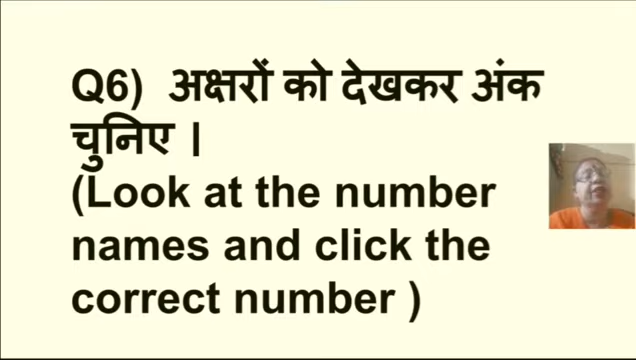 Q6) अक्षरों को देखकर अंक
चुनिए ।
(Look at the number
names and click the
correct number )